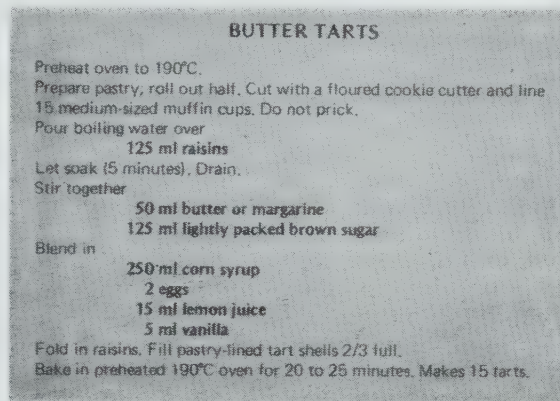 BUTTER TARTS
Preheat oven to 190°C.
Prepare pastry, roll out half. Cut with a floured cookie cutter and line
15 medium-sized muffin cups. Do not prick.
Pour boiling water over
125 ml raisins
Let soak (5 minutes). Drain.
Stir together
50 ml butter or margarine
125 ml lightly packed brown sugar
Blend in
250 ml corn syrup
2 eggs
15 ml lemon juice
5 ml vanilla
Fold in raisins. Fill pastry-lined tart shells 2/3 full.
Bake in preheated 190°C oven for 20 to 25 minutes. Makes 15 tarts.